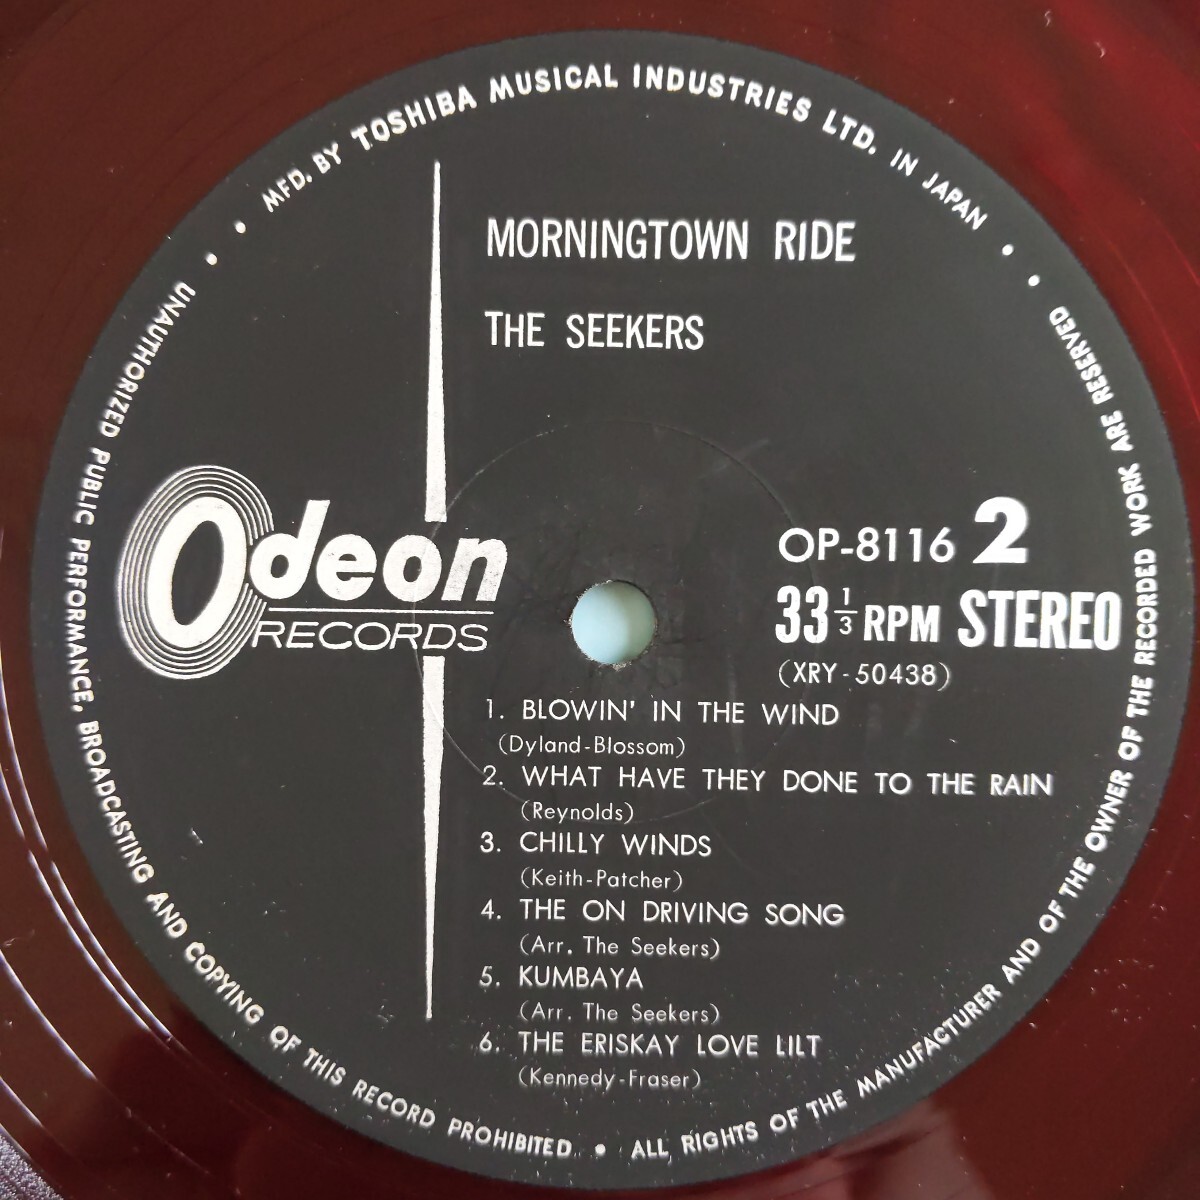 MFD. BY TOSHIBA MUSICAL INDUSTRIES LTD. IN JAPAN
MORNINGTOWN RIDE
THE SEEKERS
Odeon
RECORDS
OP-8116 2
33 1/3 RPM STEREO
(XRY-50438)
1. BLOWIN' IN THE WIND
(Dyland-Blossom)
2. WHAT HAVE THEY DONE TO THE RAIN
(Reynolds)
3. CHILLY WINDS
(Keith-Patcher)
4. THE ON DRIVING SONG
(Arr. The Seekers)
5. KUMBAYA
(Arr. The Seekers)
6. THE ERISKAY LOVE LILT
(Kennedy-Fraser)
UNAUTHORIZED PUBLIC PERFORMANCE, BROADCASTING AND COPYING OF THIS RECORD PROHIBITED • ALL RIGHTS OF THE MANUFACTURER AND OF THE OWNER OF THE RECORDED WORK ARE RESERVED